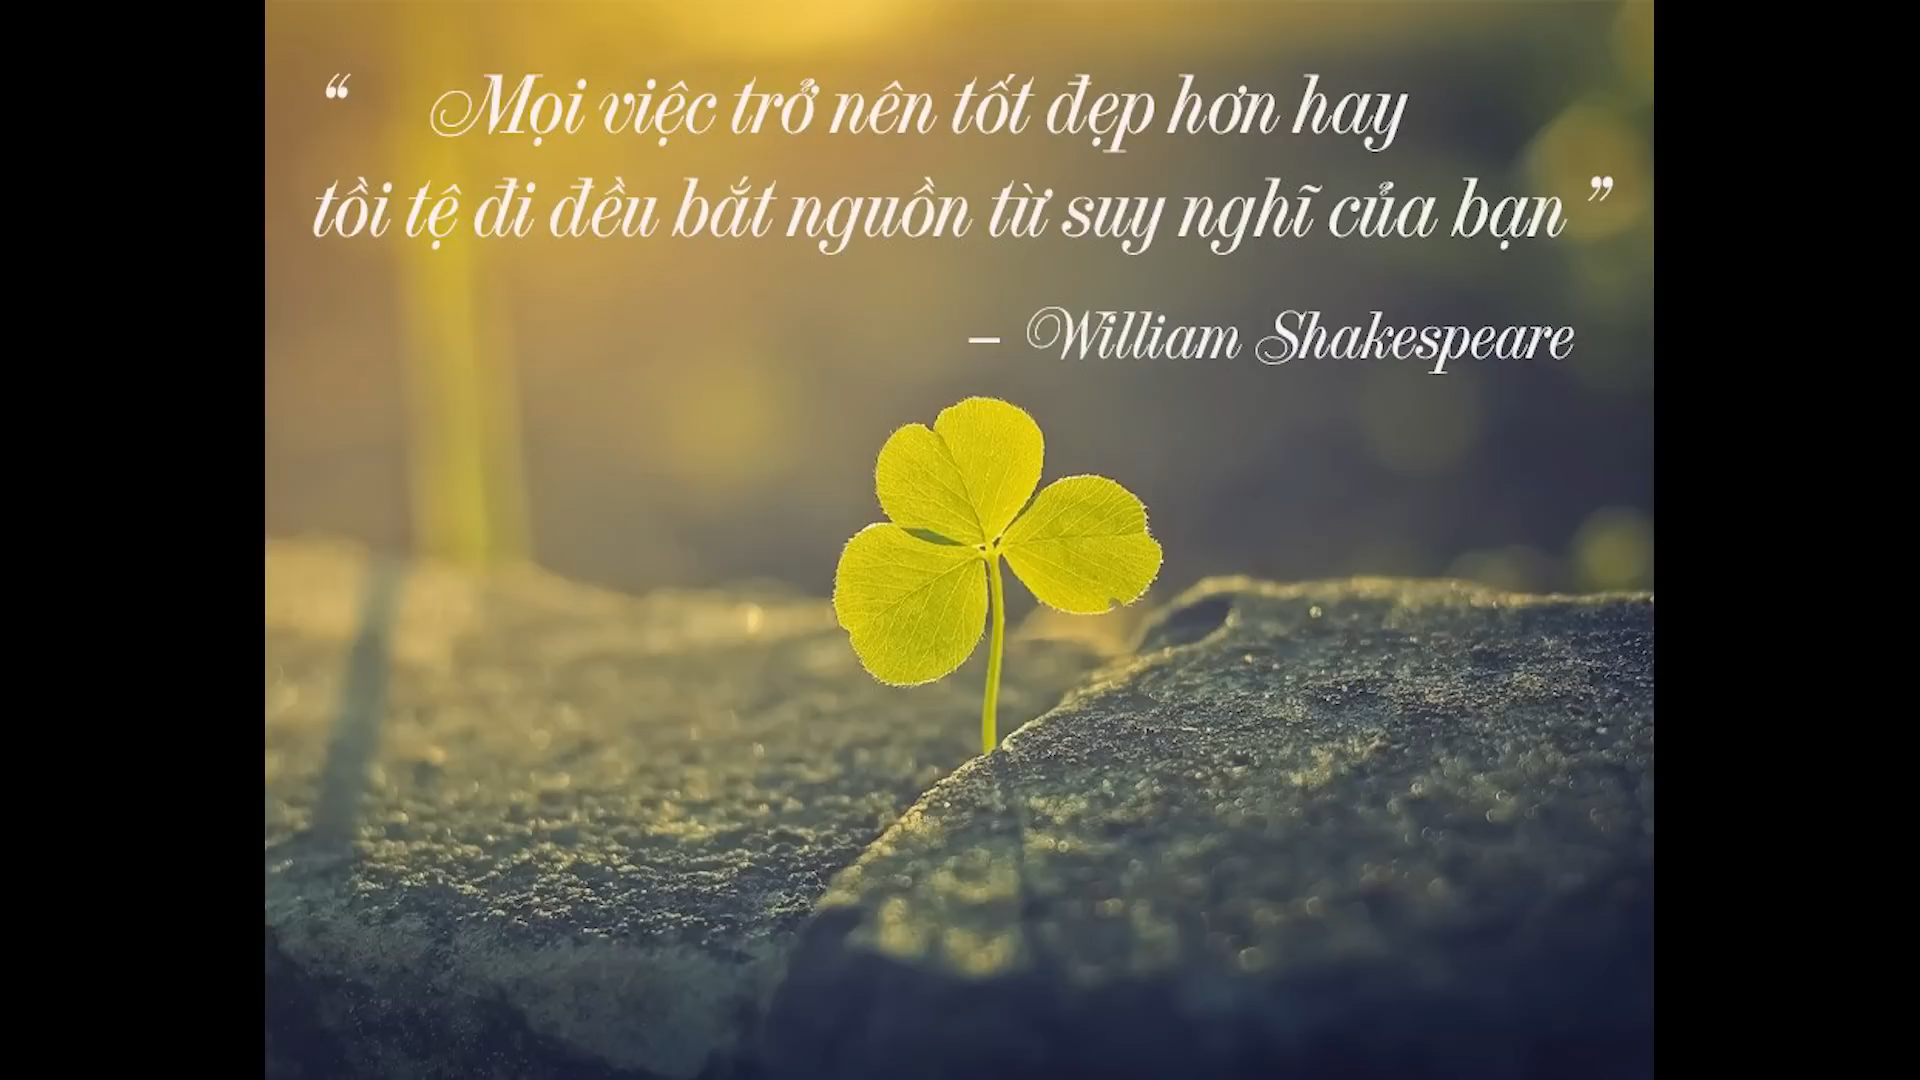 “ Mọi việc trở nên tốt đẹp hơn hay
tồi tệ đi đều bắt nguồn từ suy nghĩ của bạn ”
– William Shakespeare